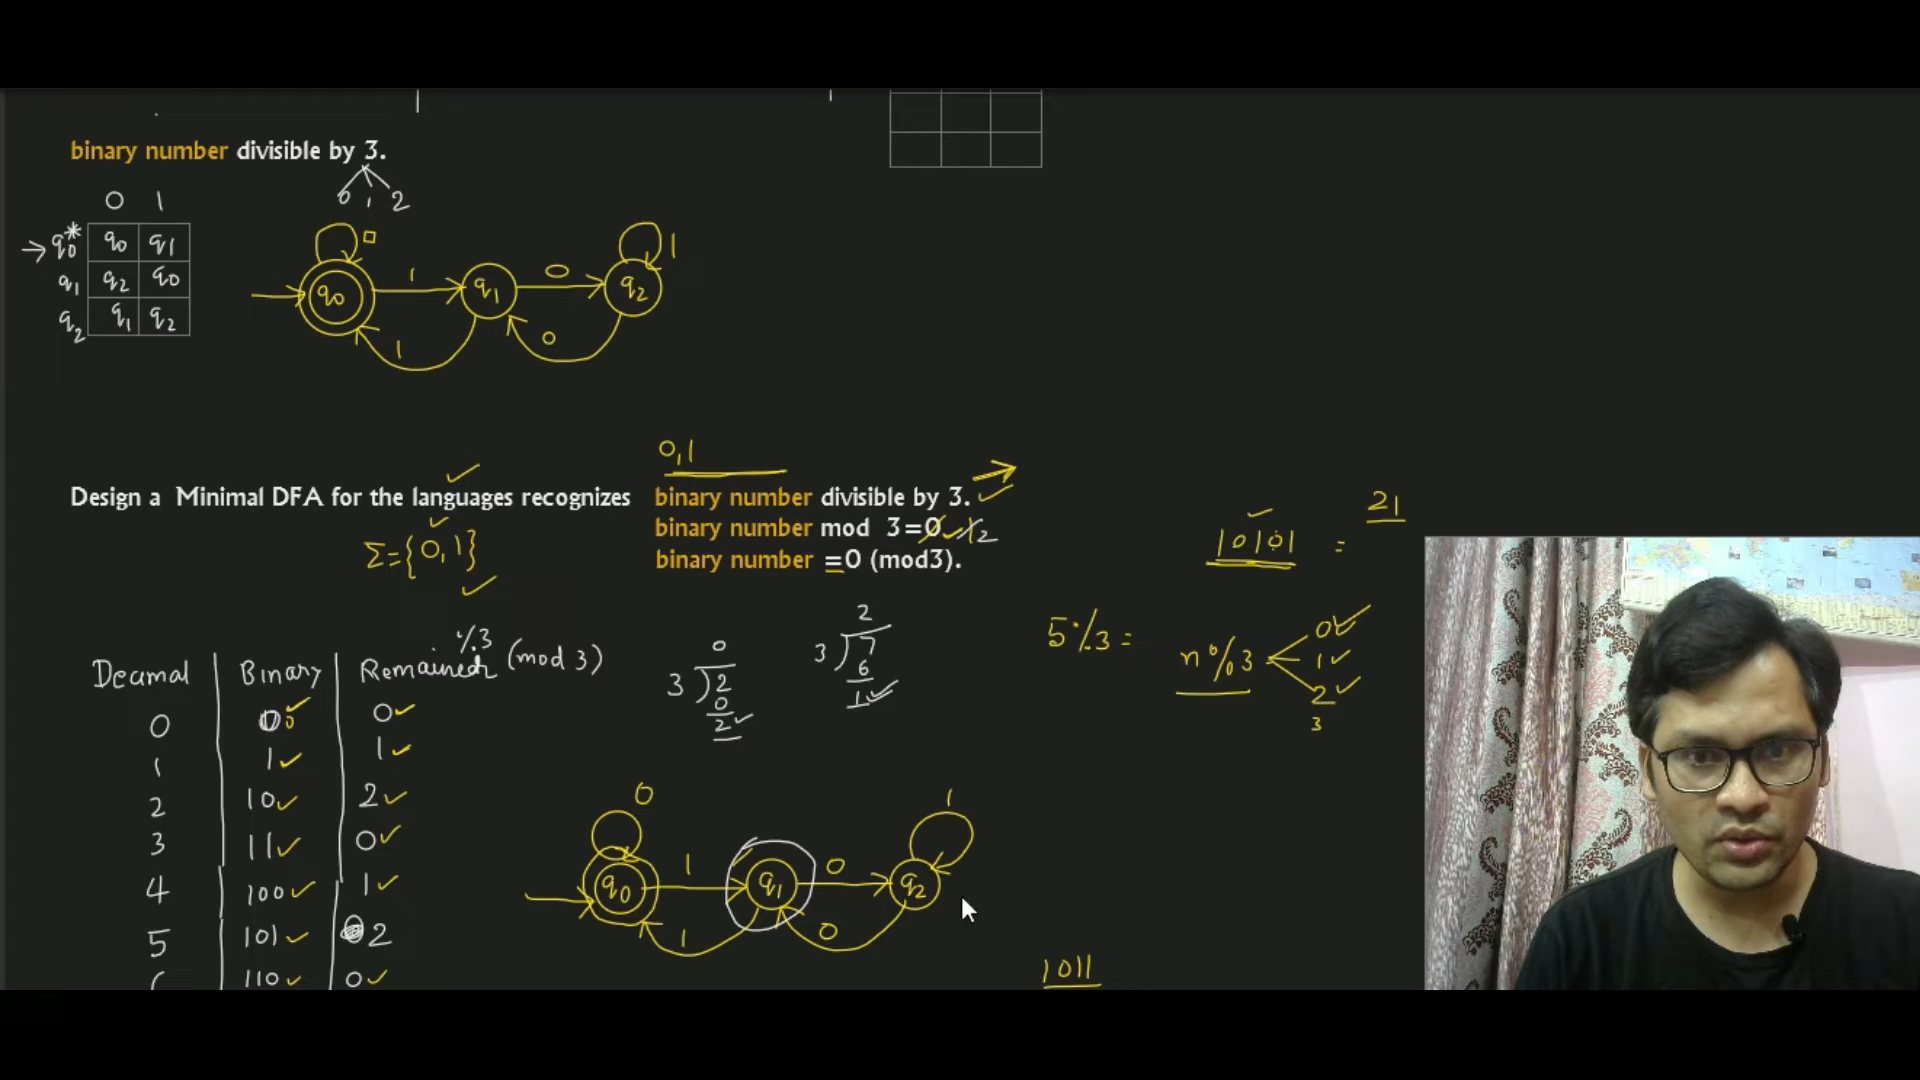 binary number divisible by 3.
0 1 2
0 1
→ q0* q0 q1
q1 q2 q0
q2 q1 q2
q0 1 q1 0 q2 1
1 0
0,1
Design a Minimal DFA for the languages recognizes binary number divisible by 3.
binary number mod 3=0 2
binary number =0 (mod3).
Σ={0,1}
10101 = 21
5%3=
n%3 0
1
2
3
%3
Decimal Binary Remainder (mod 3)
0 0 0
1 1 1
2 10 2
3 11 0
4 100 1
5 101 2
110 0
0
3)2
0
2
2
3)7
6
1
0 1
q0 1 q1 0 q2
1 0
1011